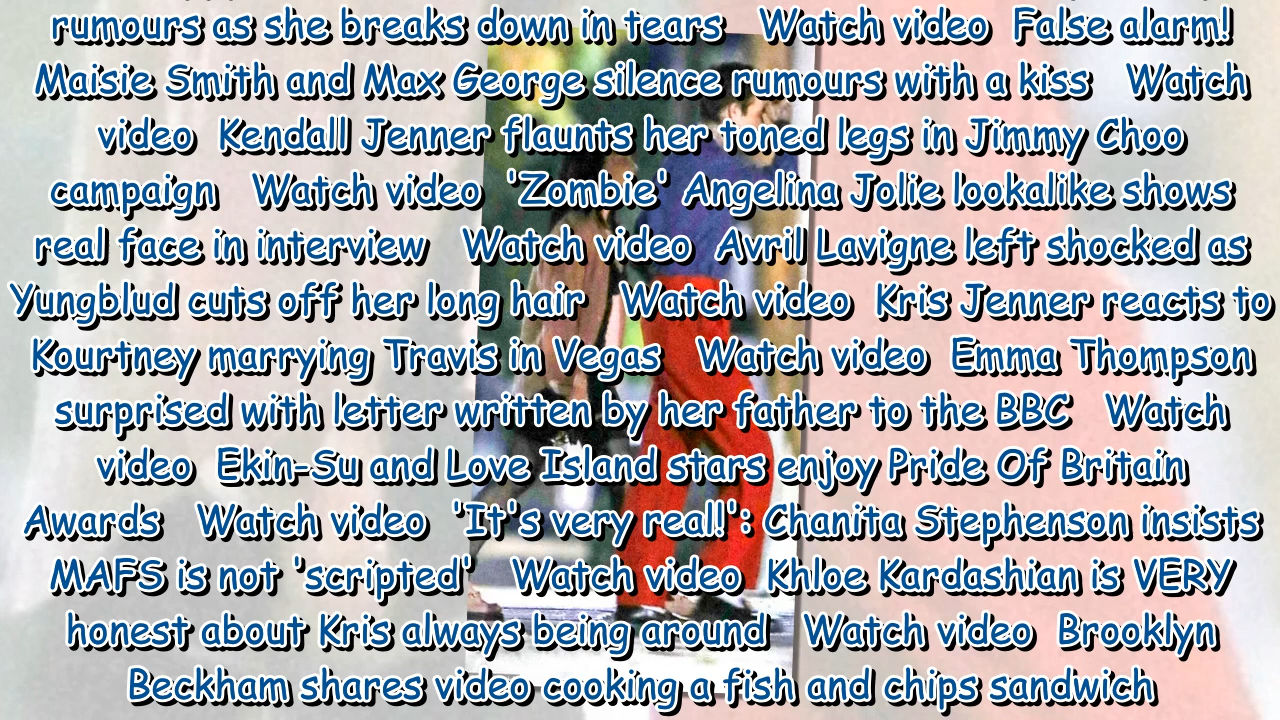 rumours as she breaks down in tears Watch video False alarm!
Maisie Smith and Max George silence rumours with a kiss Watch
video Kendall Jenner flaunts her toned legs in Jimmy Choo
campaign Watch video 'Zombie' Angelina Jolie lookalike shows
real face in interview Watch video Avril Lavigne left shocked as
Yungblud cuts off her long hair Watch video Kris Jenner reacts to
Kourtney marrying Travis in Vegas Watch video Emma Thompson
surprised with letter written by her father to the BBC Watch
video Ekin-Su and Love Island stars enjoy Pride Of Britain
Awards Watch video 'It's very real!': Chanita Stephenson insists
MAFS is not 'scripted' Watch video Khloe Kardashian is VERY
honest about Kris always being around Watch video Brooklyn
Beckham shares video cooking a fish and chips sandwich